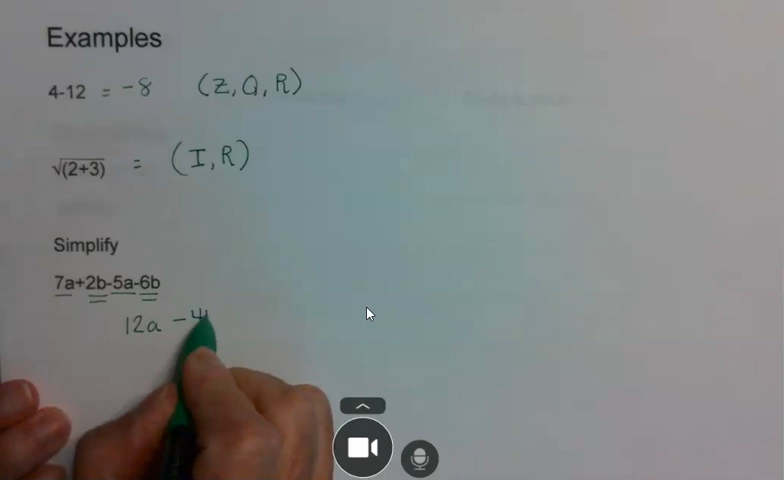 Examples
4-12 = -8 (Z, Q, R)
√(2+3) = (I, R)
Simplify
7a+2b-5a-6b
12a -4